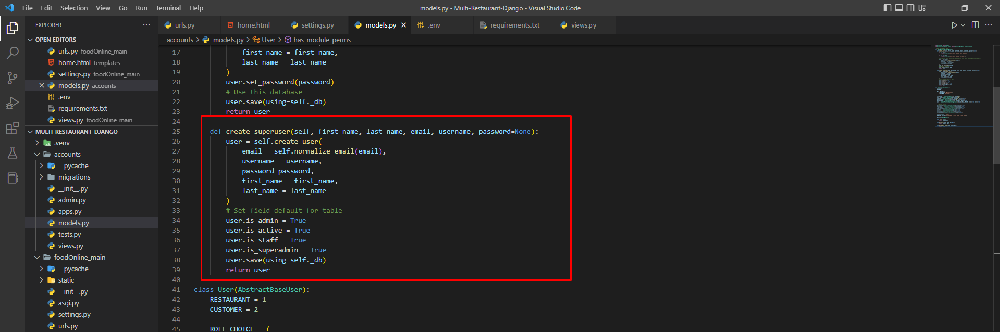 File Edit Selection View Go Run Terminal Help
models.py - Multi-Restaurant-Django - Visual Studio Code
EXPLORER
OPEN EDITORS
urls.py foodOnline_main
home.html templates
settings.py foodOnline_main
models.py accounts
.env
requirements.txt
views.py foodOnline_main
MULTI-RESTAURANT-DJANGO
.venv
accounts
__pycache__
migrations
__init__.py
admin.py
apps.py
models.py
tests.py
views.py
foodOnline_main
__pycache__
static
__init__.py
asgi.py
settings.py
urls.py
urls.py home.html settings.py models.py .env requirements.txt views.py
accounts > models.py > User > has_module_perms
17 first_name = first_name,
18 last_name = last_name
19 )
20 user.set_password(password)
21 # Use this database
22 user.save(using=self._db)
23 return user
24
25 def create_superuser(self, first_name, last_name, email, username, password=None):
26 user = self.create_user(
27 email = self.normalize_email(email),
28 username = username,
29 password=password,
30 first_name = first_name,
31 last_name = last_name
32 )
33 # Set field default for table
34 user.is_admin = True
35 user.is_active = True
36 user.is_staff = True
37 user.is_superadmin = True
38 user.save(using=self._db)
39 return user
40
41 class User(AbstractBaseUser):
42 RESTAURANT = 1
43 CUSTOMER = 2
44
45 ROLE_CHOICE = (